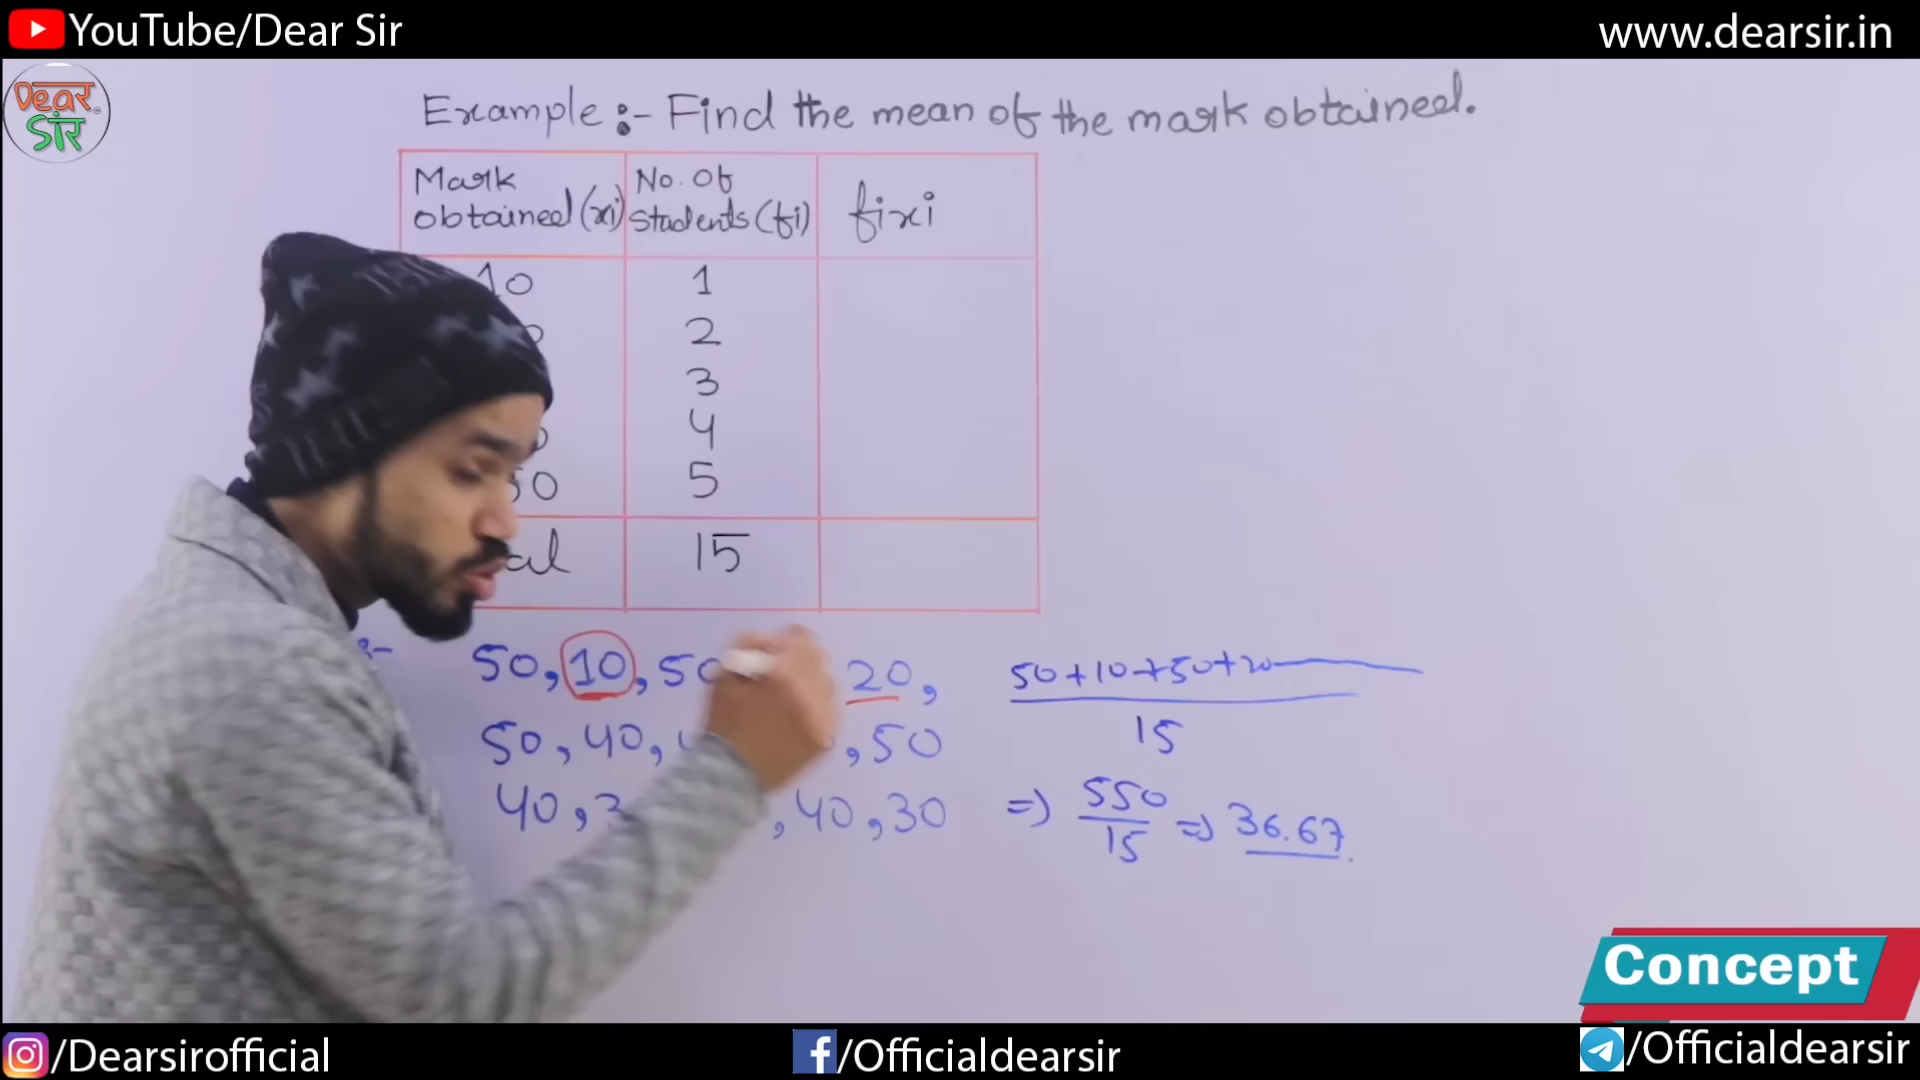 YouTube/Dear Sir
www.dearsir.in
Dear
Sir
Example :- Find the mean of the mark obtained.
Mark obtained (xi)
No. of students (fi)
fixi
10 1
2
3
4
50 5
15
50, 10, 50 20,
50, 40, , 50
40, , 40, 30
50+10+50+20
15
=> 550/15 => 36.67.
Concept
/Dearsirofficial
/Officialdearsir
/Officialdearsir